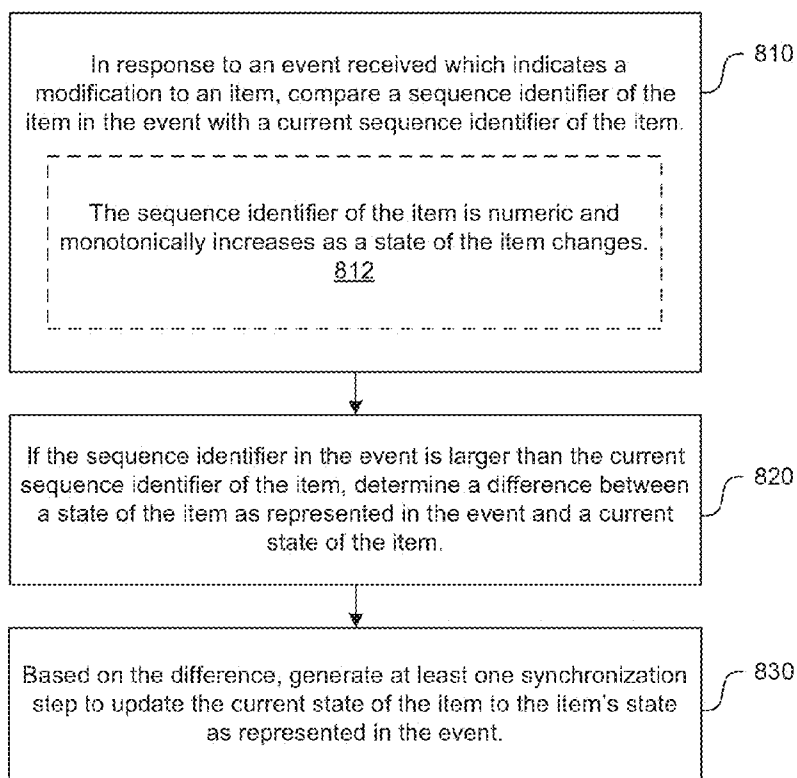 In response to an event received which indicates a
modification to an item, compare a sequence identifier of the
item in the event with a current sequence identifier of the item.
810
The sequence identifier of the item is numeric and
monotonically increases as a state of the item changes.
812
If the sequence identifier in the event is larger than the current
sequence identifier of the item, determine a difference between
a state of the item as represented in the event and a current
state of the item.
820
Based on the difference, generate at least one synchronization
step to update the current state of the item to the item's state
as represented in the event.
830